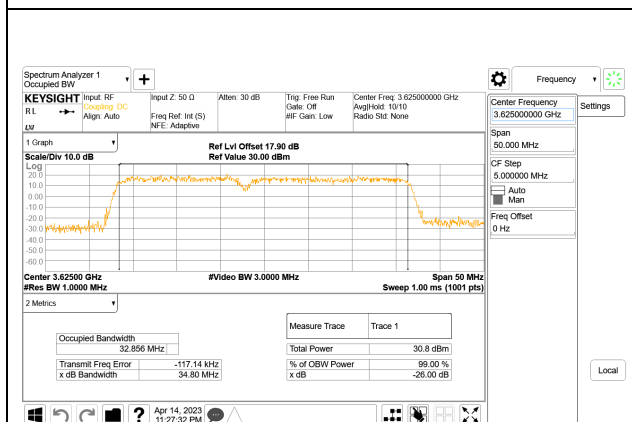 Spectrum Analyzer 1
Occupied BW
Frequency
KEYSIGHT
R L
Input: RF
Coupling: DC
Align: Auto
Input Z: 50 Ω
Freq Ref: Int (S)
NFE: Adaptive
Atten: 30 dB
Trig: Free Run
Gate: Off
#IF Gain: Low
Center Freq: 3.625000000 GHz
Avg|Hold: 10/10
Radio Std: None
Center Frequency
3.625000000 GHz
Settings
Span
50.000 MHz
CF Step
5.000000 MHz
Auto
Man
Freq Offset
0 Hz
Local
1 Graph
Scale/Div 10.0 dB
Ref Lvl Offset 17.90 dB
Ref Value 30.00 dBm
Log
20.0
10.0
0.00
-10.0
-20.0
-30.0
-40.0
-50.0
-60.0
Center 3.62500 GHz
#Video BW 3.0000 MHz
Span 50 MHz
#Res BW 1.0000 MHz
Sweep 1.00 ms (1001 pts)
2 Metrics
Measure Trace
Trace 1
Occupied Bandwidth
32.856 MHz
Total Power
30.8 dBm
Transmit Freq Error
-117.14 kHz
% of OBW Power
99.00 %
x dB Bandwidth
34.80 MHz
x dB
-26.00 dB
Apr 14, 2023
11:27:32 PM